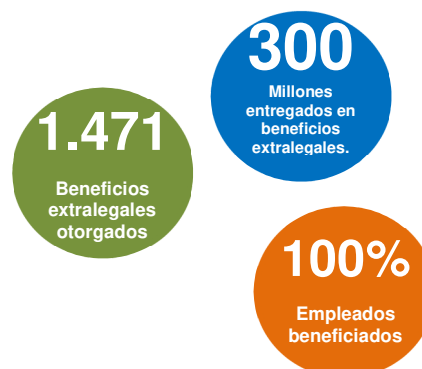 300
Millones
entregados en
beneficios
extralegales.
1.471
Beneficios
extralegales
otorgados
100%
Empleados
beneficiados